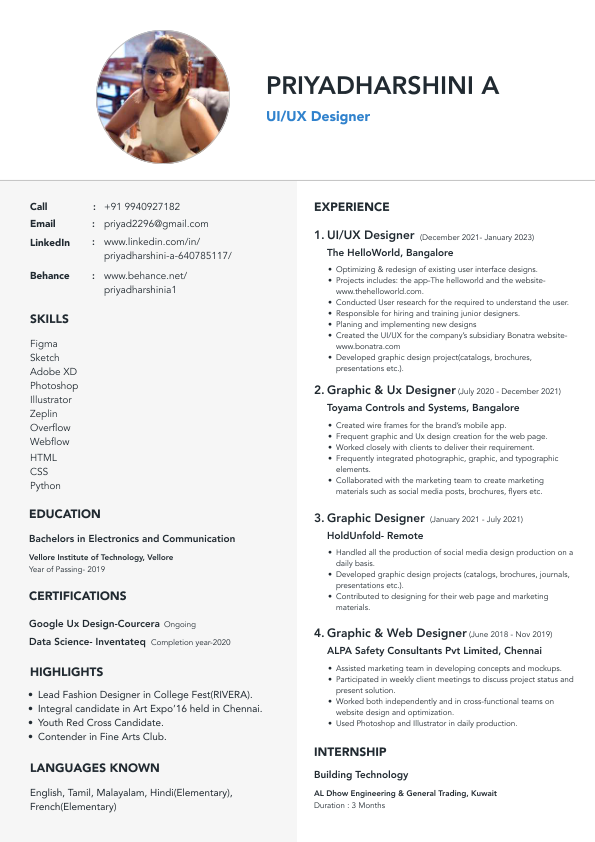 PRIYADHARSHINI A
UI/UX Designer
Call : +91 9940927182
Email : priyad2296@gmail.com
LinkedIn : www.linkedin.com/in/
priyadharshini-a-640785117/
Behance : www.behance.net/
priyadharshinia1
SKILLS
Figma
Sketch
Adobe XD
Photoshop
Illustrator
Zeplin
Overflow
Webflow
HTML
CSS
Python
EDUCATION
Bachelors in Electronics and Communication
Vellore Institute of Technology, Vellore
Year of Passing- 2019
CERTIFICATIONS
Google Ux Design-Courcera Ongoing
Data Science- Inventateq Completion year-2020
HIGHLIGHTS
• Lead Fashion Designer in College Fest(RIVERA).
• Integral candidate in Art Expo'16 held in Chennai.
• Youth Red Cross Candidate.
• Contender in Fine Arts Club.
LANGUAGES KNOWN
English, Tamil, Malayalam, Hindi(Elementary),
French(Elementary)
EXPERIENCE
1. UI/UX Designer (December 2021- January 2023)
The HelloWorld, Bangalore
• Optimizing & redesign of existing user interface designs.
• Projects includes: the app-The helloworld and the website-
www.thehelloworld.com.
• Conducted User research for the required to understand the user.
• Responsible for hiring and training junior designers.
• Planing and implementing new designs
• Created the UI/UX for the company's subsidiary Bonatra website-
www.bonatra.com
• Developed graphic design project(catalogs, brochures,
presentations etc.).
2. Graphic & Ux Designer (July 2020 - December 2021)
Toyama Controls and Systems, Bangalore
• Created wire frames for the brand's mobile app.
• Frequent graphic and Ux design creation for the web page.
• Worked closely with clients to deliver their requirement.
• Frequently integrated photographic, graphic, and typographic
elements.
• Collaborated with the marketing team to create marketing
materials such as social media posts, brochures, flyers etc.
3. Graphic Designer (January 2021 - July 2021)
HoldUnfold- Remote
• Handled all the production of social media design production on a
daily basis.
• Developed graphic design projects (catalogs, brochures, journals,
presentations etc.).
• Contributed to designing for their web page and marketing
materials.
4. Graphic & Web Designer (June 2018 - Nov 2019)
ALPA Safety Consultants Pvt Limited, Chennai
• Assisted marketing team in developing concepts and mockups.
• Participated in weekly client meetings to discuss project status and
present solution.
• Worked both independently and in cross-functional teams on
website design and optimization.
• Used Photoshop and Illustrator in daily production.
INTERNSHIP
Building Technology
AL Dhow Engineering & General Trading, Kuwait
Duration : 3 Months